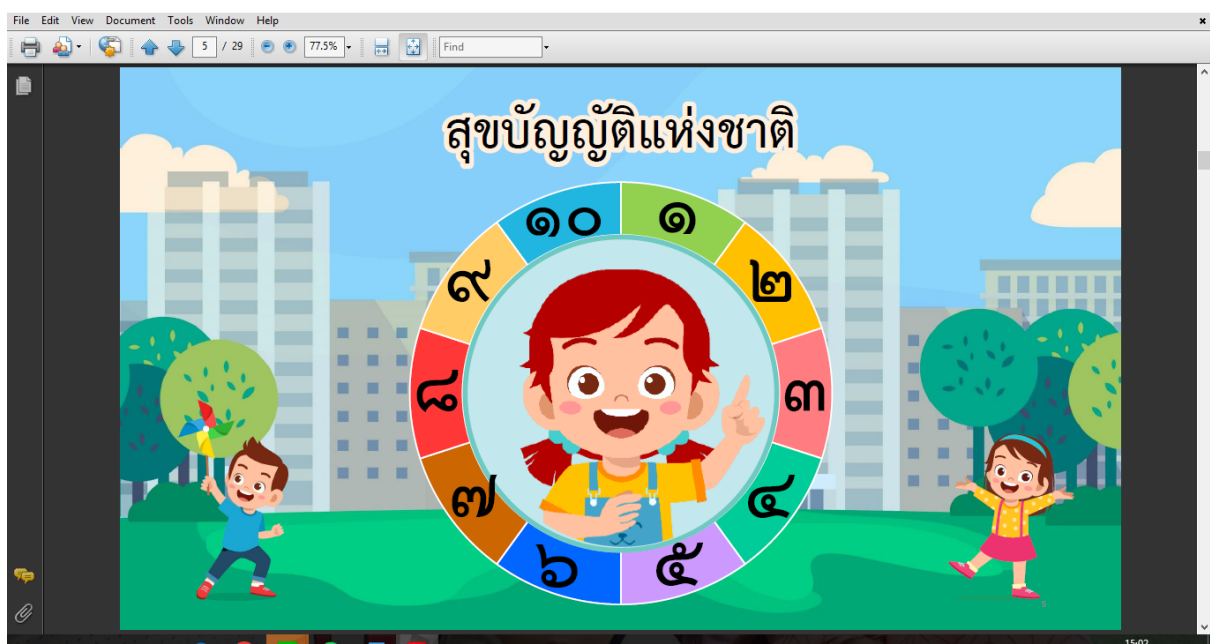 File Edit View Document Tools Window Help
5 / 29 77.5% Find
สุขบัญญัติแห่งชาติ
๑๐ ๑
๙ ๒
๘ ๓
๗ ๔
๖ ๕
5
15:02